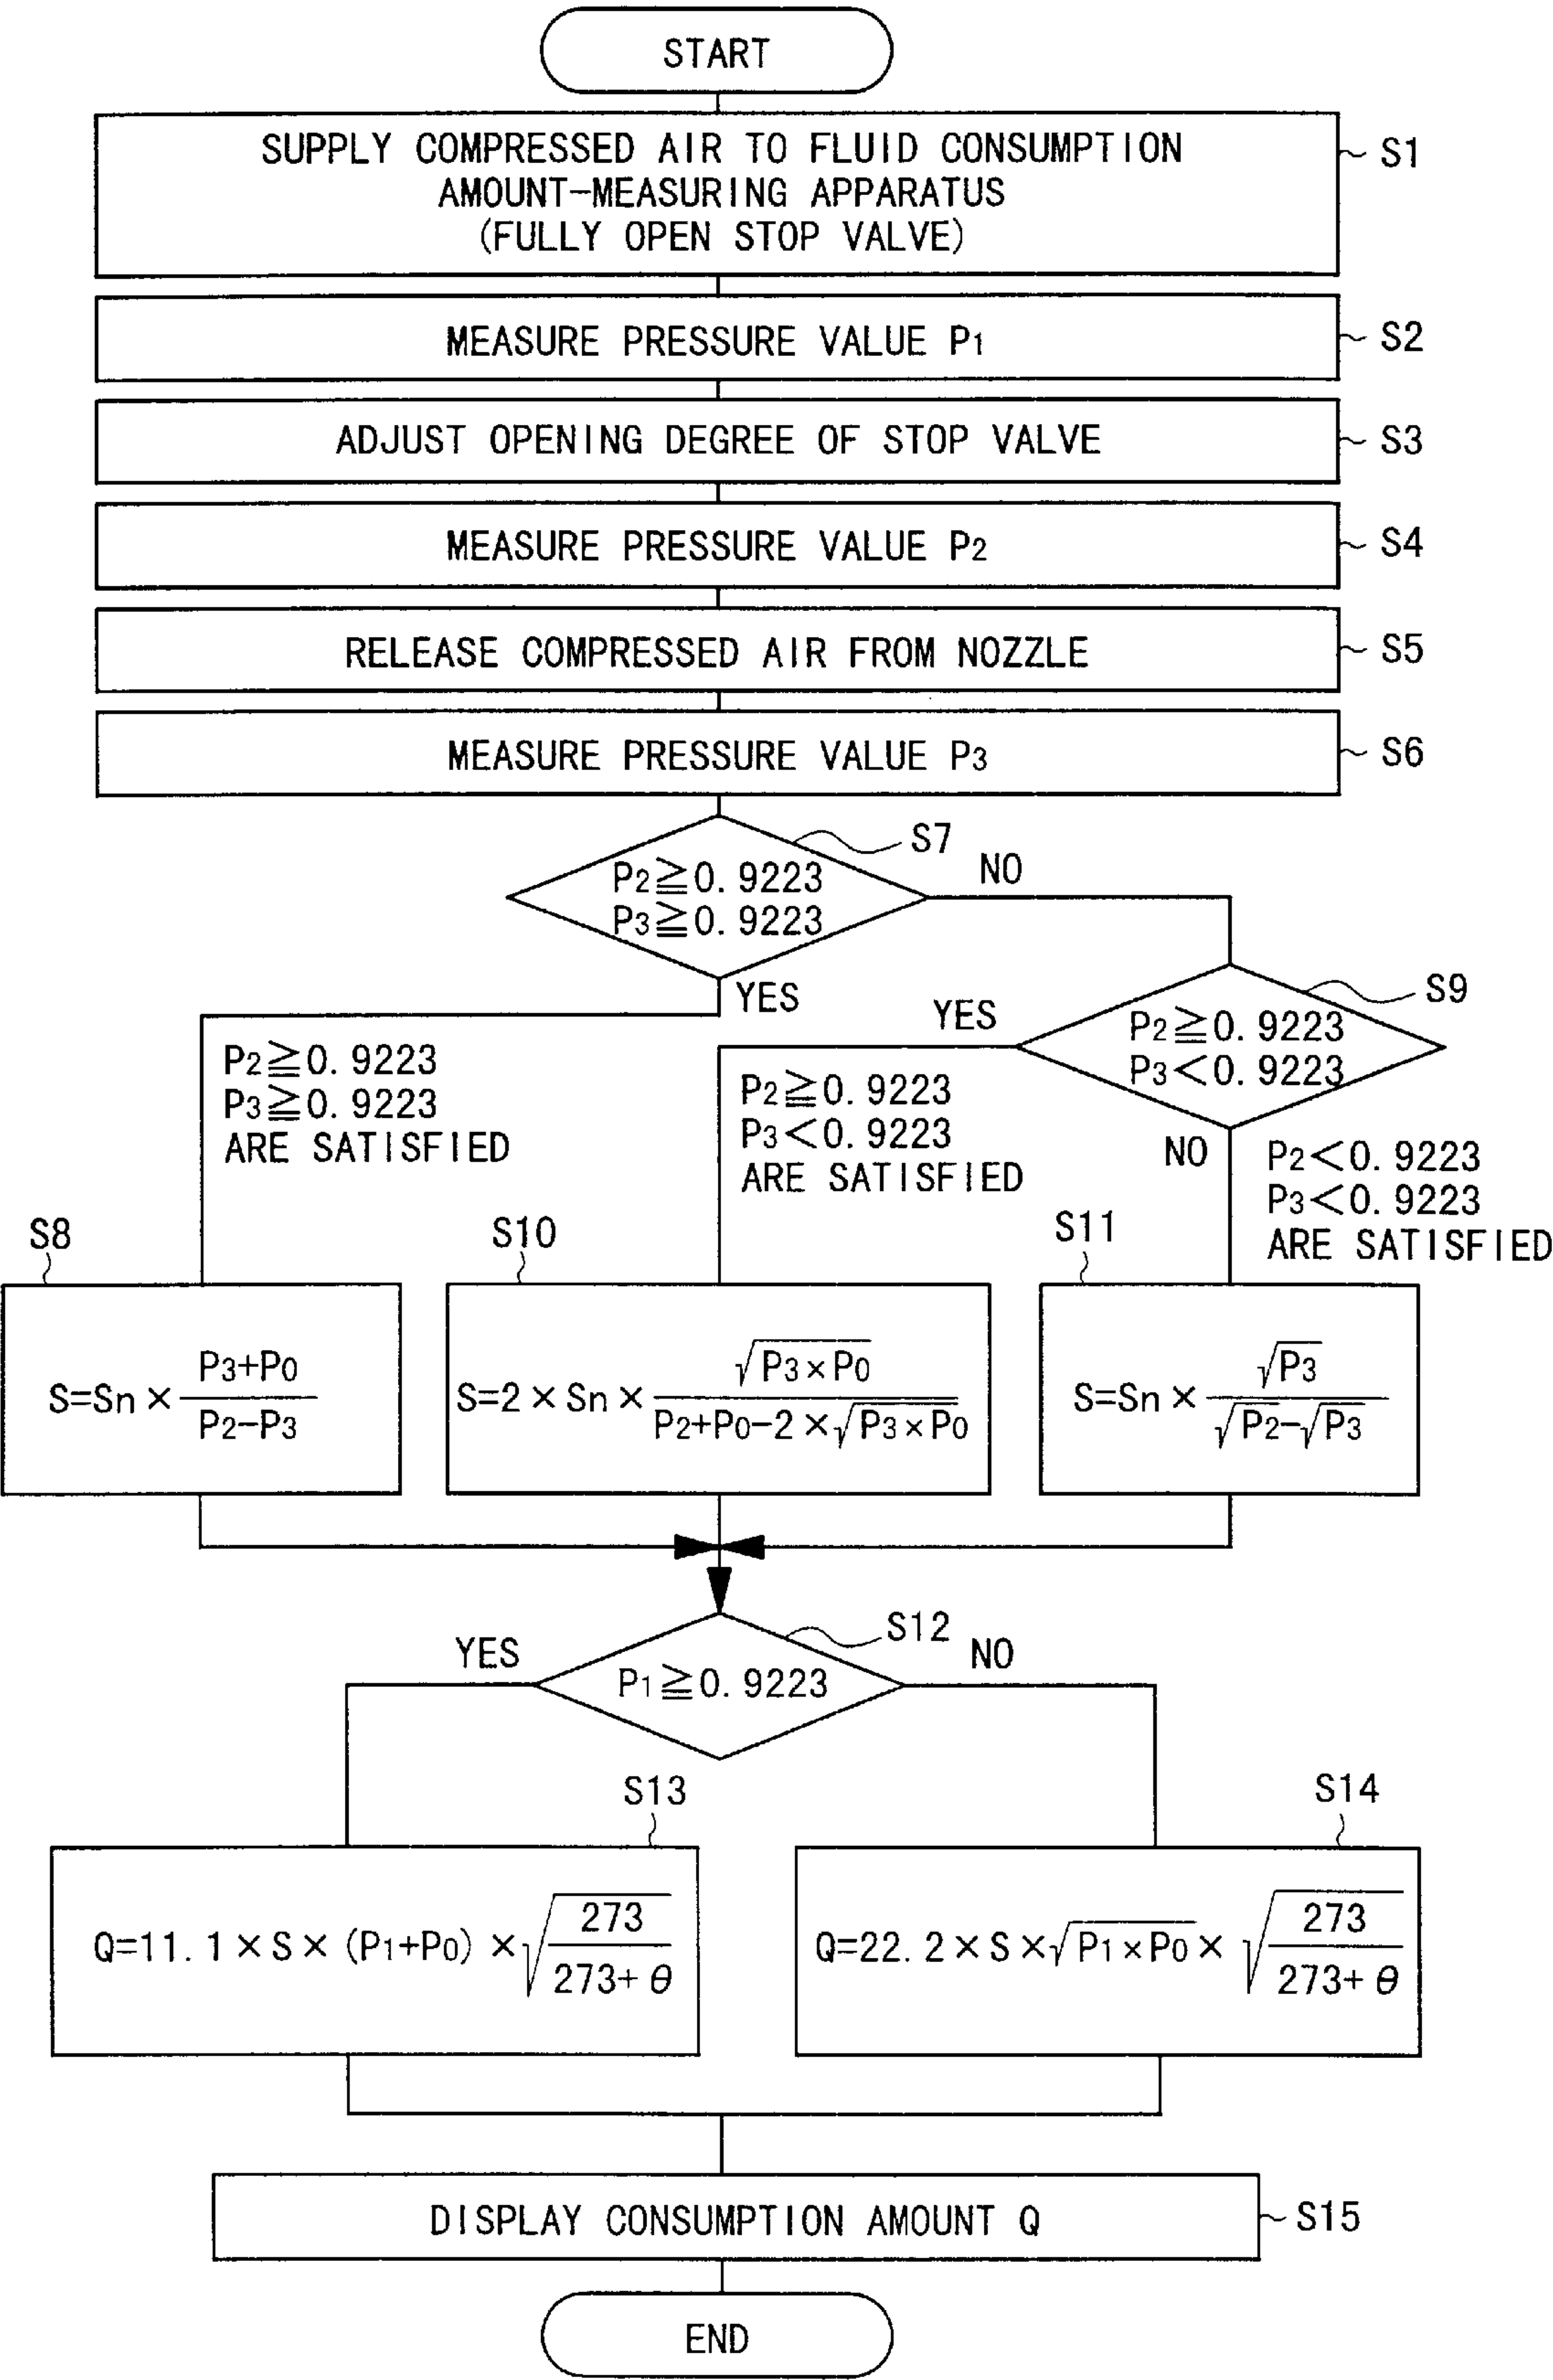 START
SUPPLY COMPRESSED AIR TO FLUID CONSUMPTION
AMOUNT-MEASURING APPARATUS
(FULLY OPEN STOP VALVE)
S1
MEASURE PRESSURE VALUE P1
S2
ADJUST OPENING DEGREE OF STOP VALVE
S3
MEASURE PRESSURE VALUE P2
S4
RELEASE COMPRESSED AIR FROM NOZZLE
S5
MEASURE PRESSURE VALUE P3
S6
S7
P2≧0.9223
P3≧0.9223
NO
YES
S9
P2≧0.9223
P3<0.9223
YES
NO
P2≧0.9223
P3≧0.9223
ARE SATISFIED
P2≧0.9223
P3<0.9223
ARE SATISFIED
P2<0.9223
P3<0.9223
ARE SATISFIED
S8
S=Sn×(P3+P0)/(P2-P3)
S10
S=2×Sn×√(P3×P0)/(P2+P0-2×√(P3×P0))
S11
S=Sn×√P3/(√P2-√P3)
S12
P1≧0.9223
YES
NO
S13
Q=11.1×S×(P1+P0)×√(273/(273+θ))
S14
Q=22.2×S×√(P1×P0)×√(273/(273+θ))
DISPLAY CONSUMPTION AMOUNT Q
S15
END